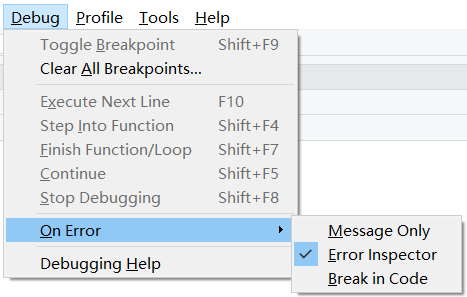 Debug Profile Tools Help
Toggle Breakpoint Shift+F9
Clear All Breakpoints...
Execute Next Line F10
Step Into Function Shift+F4
Finish Function/Loop Shift+F7
Continue Shift+F5
Stop Debugging Shift+F8
On Error
Message Only
Error Inspector
Break in Code
Debugging Help